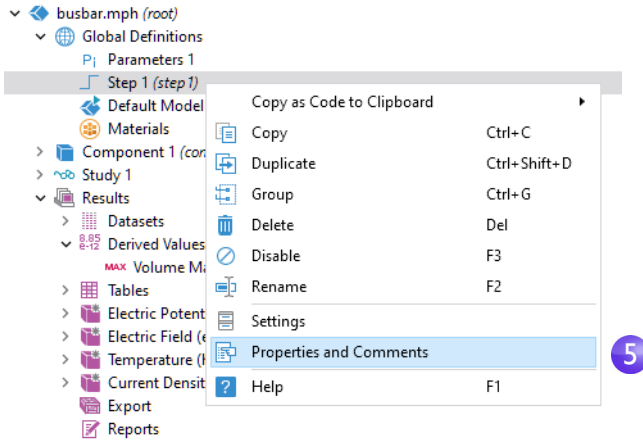 busbar.mph (root)
Global Definitions
Pi Parameters 1
Step 1 (step1)
Default Model
Materials
Component 1 (con
Study 1
Results
Datasets
8.85
e-12 Derived Values
MAX Volume Ma
Tables
Electric Potent
Electric Field (e
Temperature (h
Current Densit
Export
Reports
Copy as Code to Clipboard
Copy Ctrl+C
Duplicate Ctrl+Shift+D
Group Ctrl+G
Delete Del
Disable F3
Rename F2
Settings
Properties and Comments
? Help F1
5